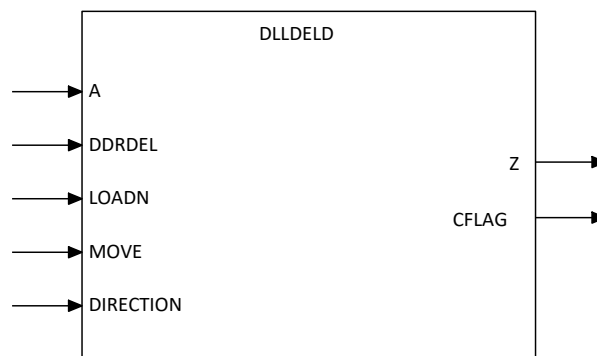 DLLDELD
A
DDRDEL
LOADN
MOVE
DIRECTION
Z
CFLAG